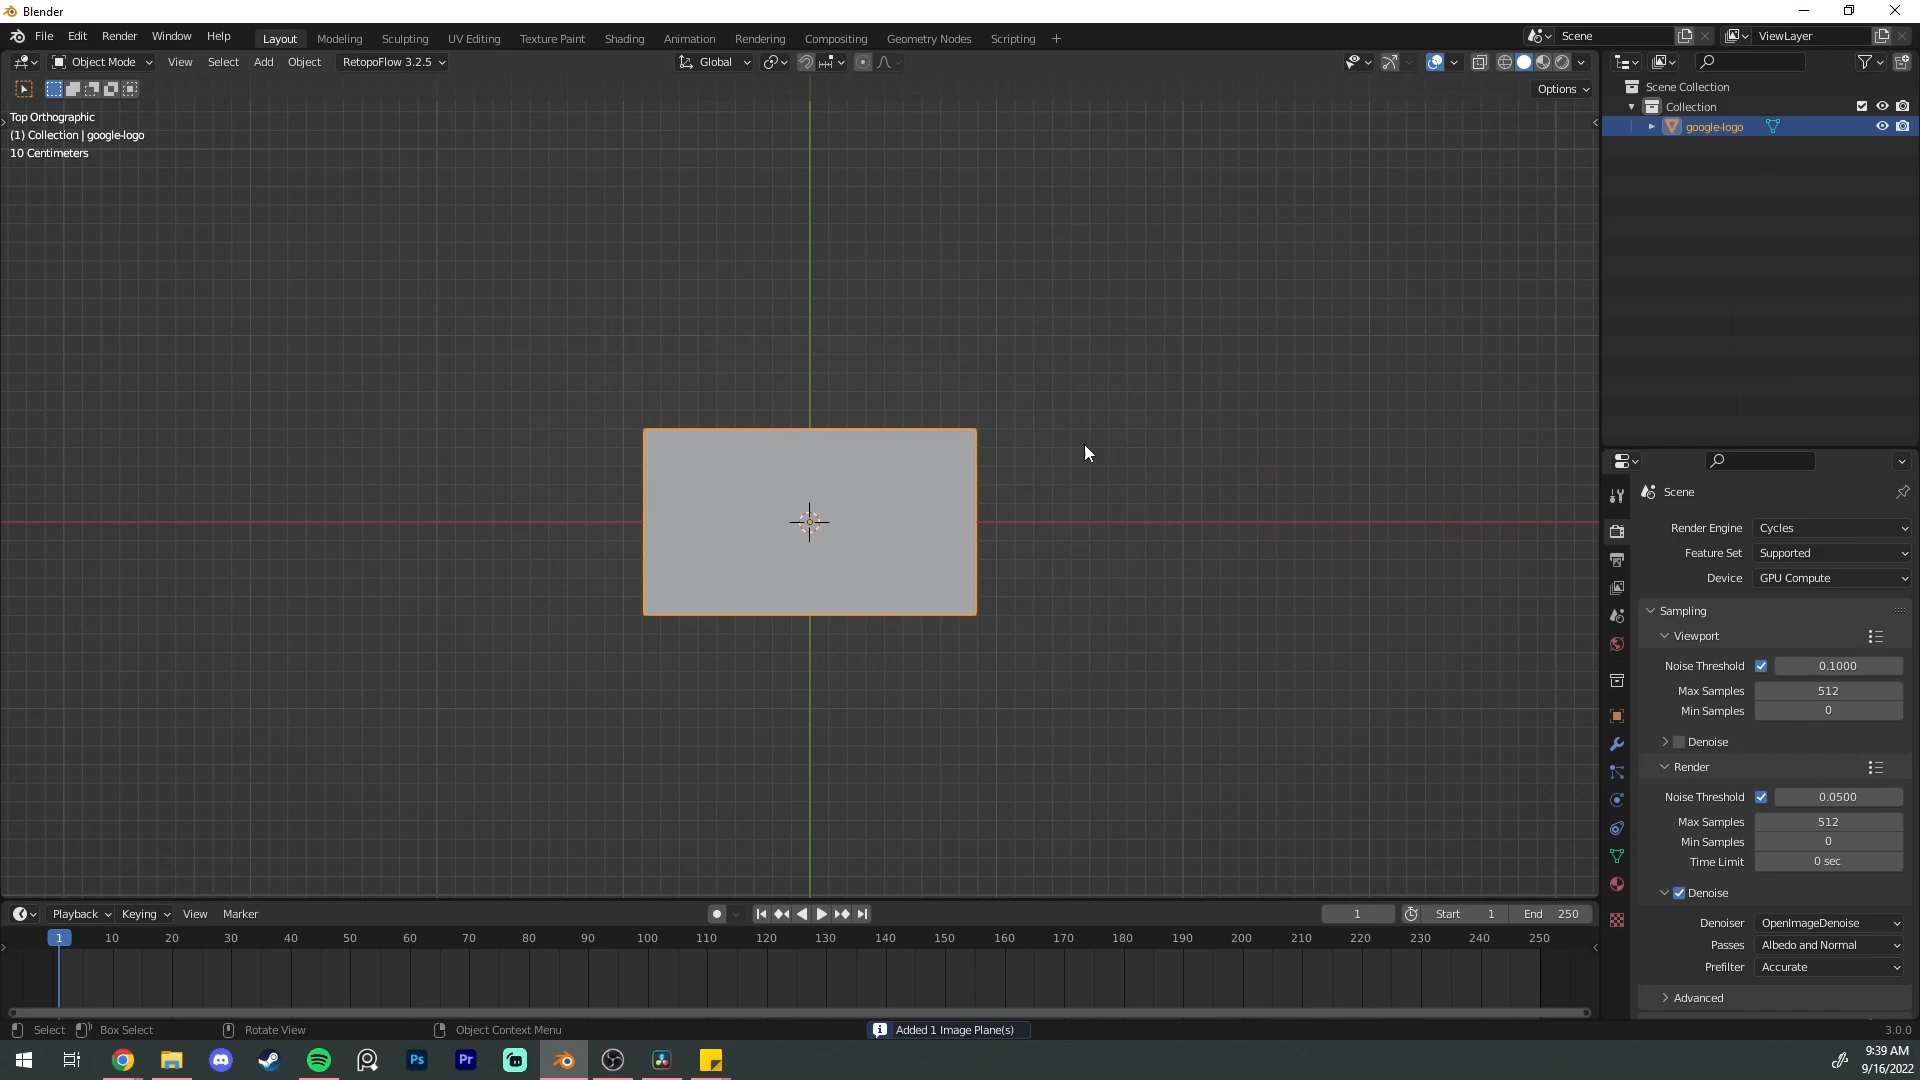 Blender
File Edit Render Window Help Layout Modeling Sculpting UV Editing Texture Paint Shading Animation Rendering Compositing Geometry Nodes Scripting + Scene ViewLayer
Object Mode View Select Add Object RetopoFlow 3.2.5 Global
Options
Top Orthographic
(1) Collection | google-logo
10 Centimeters
Scene Collection
Collection
google-logo
Scene
Render Engine Cycles
Feature Set Supported
Device GPU Compute
Sampling
Viewport
Noise Threshold 0.1000
Max Samples 512
Min Samples 0
Denoise
Render
Noise Threshold 0.0500
Max Samples 512
Min Samples 0
Time Limit 0 sec
Denoise
Denoiser OpenImageDenoise
Passes Albedo and Normal
Prefilter Accurate
Advanced
Playback Keying View Marker 1 Start 1 End 250
1 10 20 30 40 50 60 70 80 90 100 110 120 130 140 150 160 170 180 190 200 210 220 230 240 250
Select Box Select Rotate View Object Context Menu Added 1 Image Plane(s) 3.0.0
Ps Pr
9:39 AM
9/16/2022